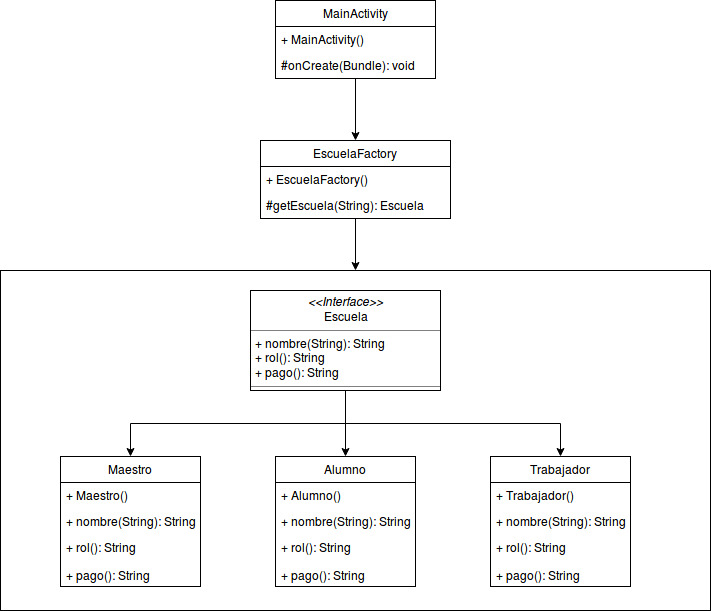 MainActivity
+ MainActivity()
#onCreate(Bundle): void
EscuelaFactory
+ EscuelaFactory()
#getEscuela(String): Escuela
<<Interface>>
Escuela
+ nombre(String): String
+ rol(): String
+ pago(): String
Maestro
+ Maestro()
+ nombre(String): String
+ rol(): String
+ pago(): String
Alumno
+ Alumno()
+ nombre(String): String
+ rol(): String
+ pago(): String
Trabajador
+ Trabajador()
+ nombre(String): String
+ rol(): String
+ pago(): String